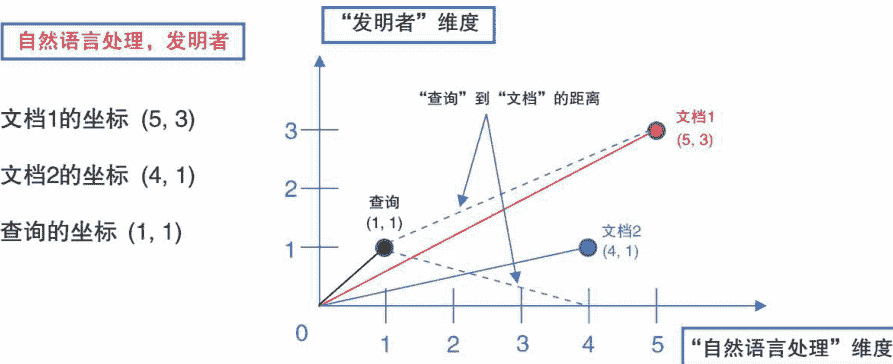 “发明者”维度
自然语言处理，发明者
文档1的坐标 (5, 3)
文档2的坐标 (4, 1)
查询的坐标 (1, 1)
“查询”到“文档”的距离
文档1
(5, 3)
3
2
查询
(1, 1)
1
文档2
(4, 1)
0
1
2
3
4
5
“自然语言处理”维度